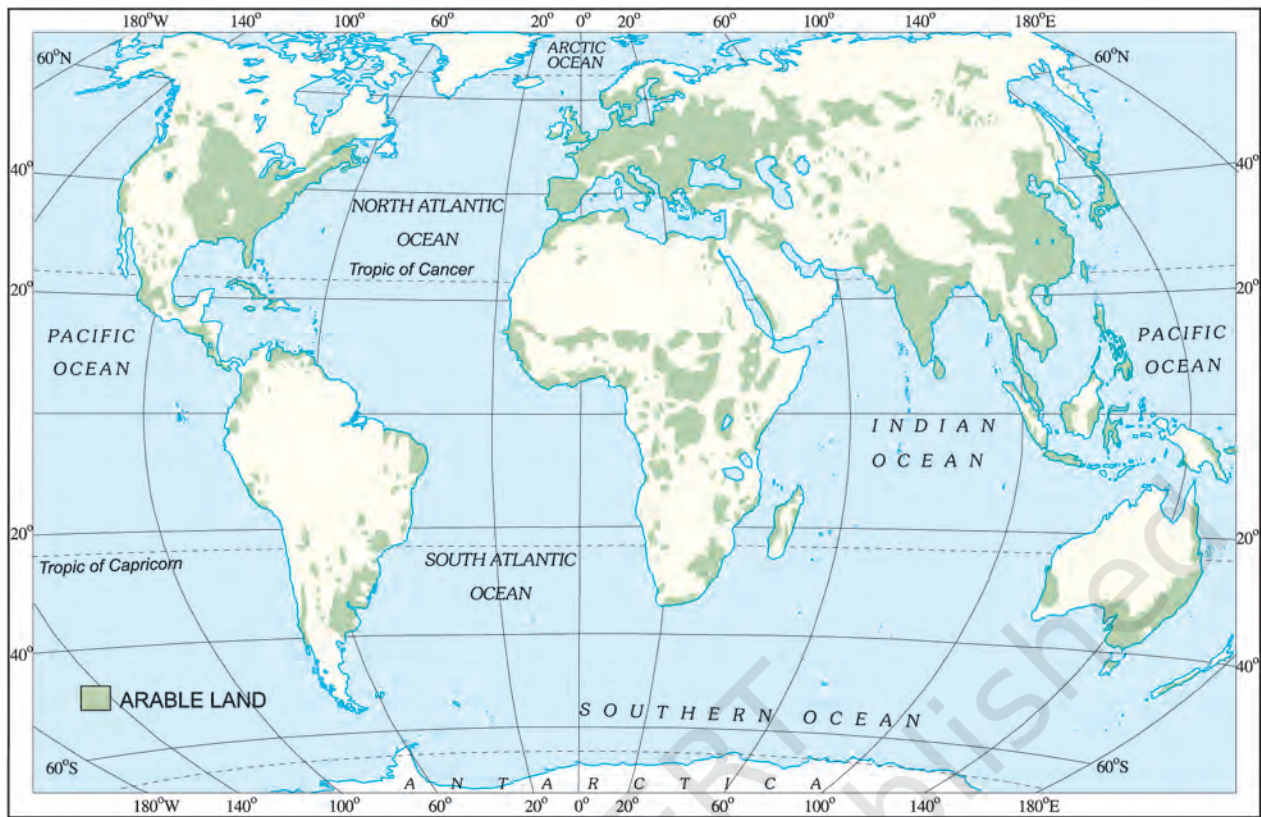 180°W 140° 100° 60° 20° 0° 20° 60° 100° 140° 180°E
60°N
ARCTIC
OCEAN
60°N
40°
40°
NORTH ATLANTIC
OCEAN
Tropic of Cancer
20°
20°
PACIFIC
OCEAN
PACIFIC
OCEAN
INDIAN
OCEAN
20°
20°
Tropic of Capricorn
SOUTH ATLANTIC
OCEAN
40°
40°
ARABLE LAND
SOUTHERN OCEAN
60°S
60°S
ANTARCTICA
180°W 140° 100° 60° 20° 0° 20° 60° 100° 140° 180°E